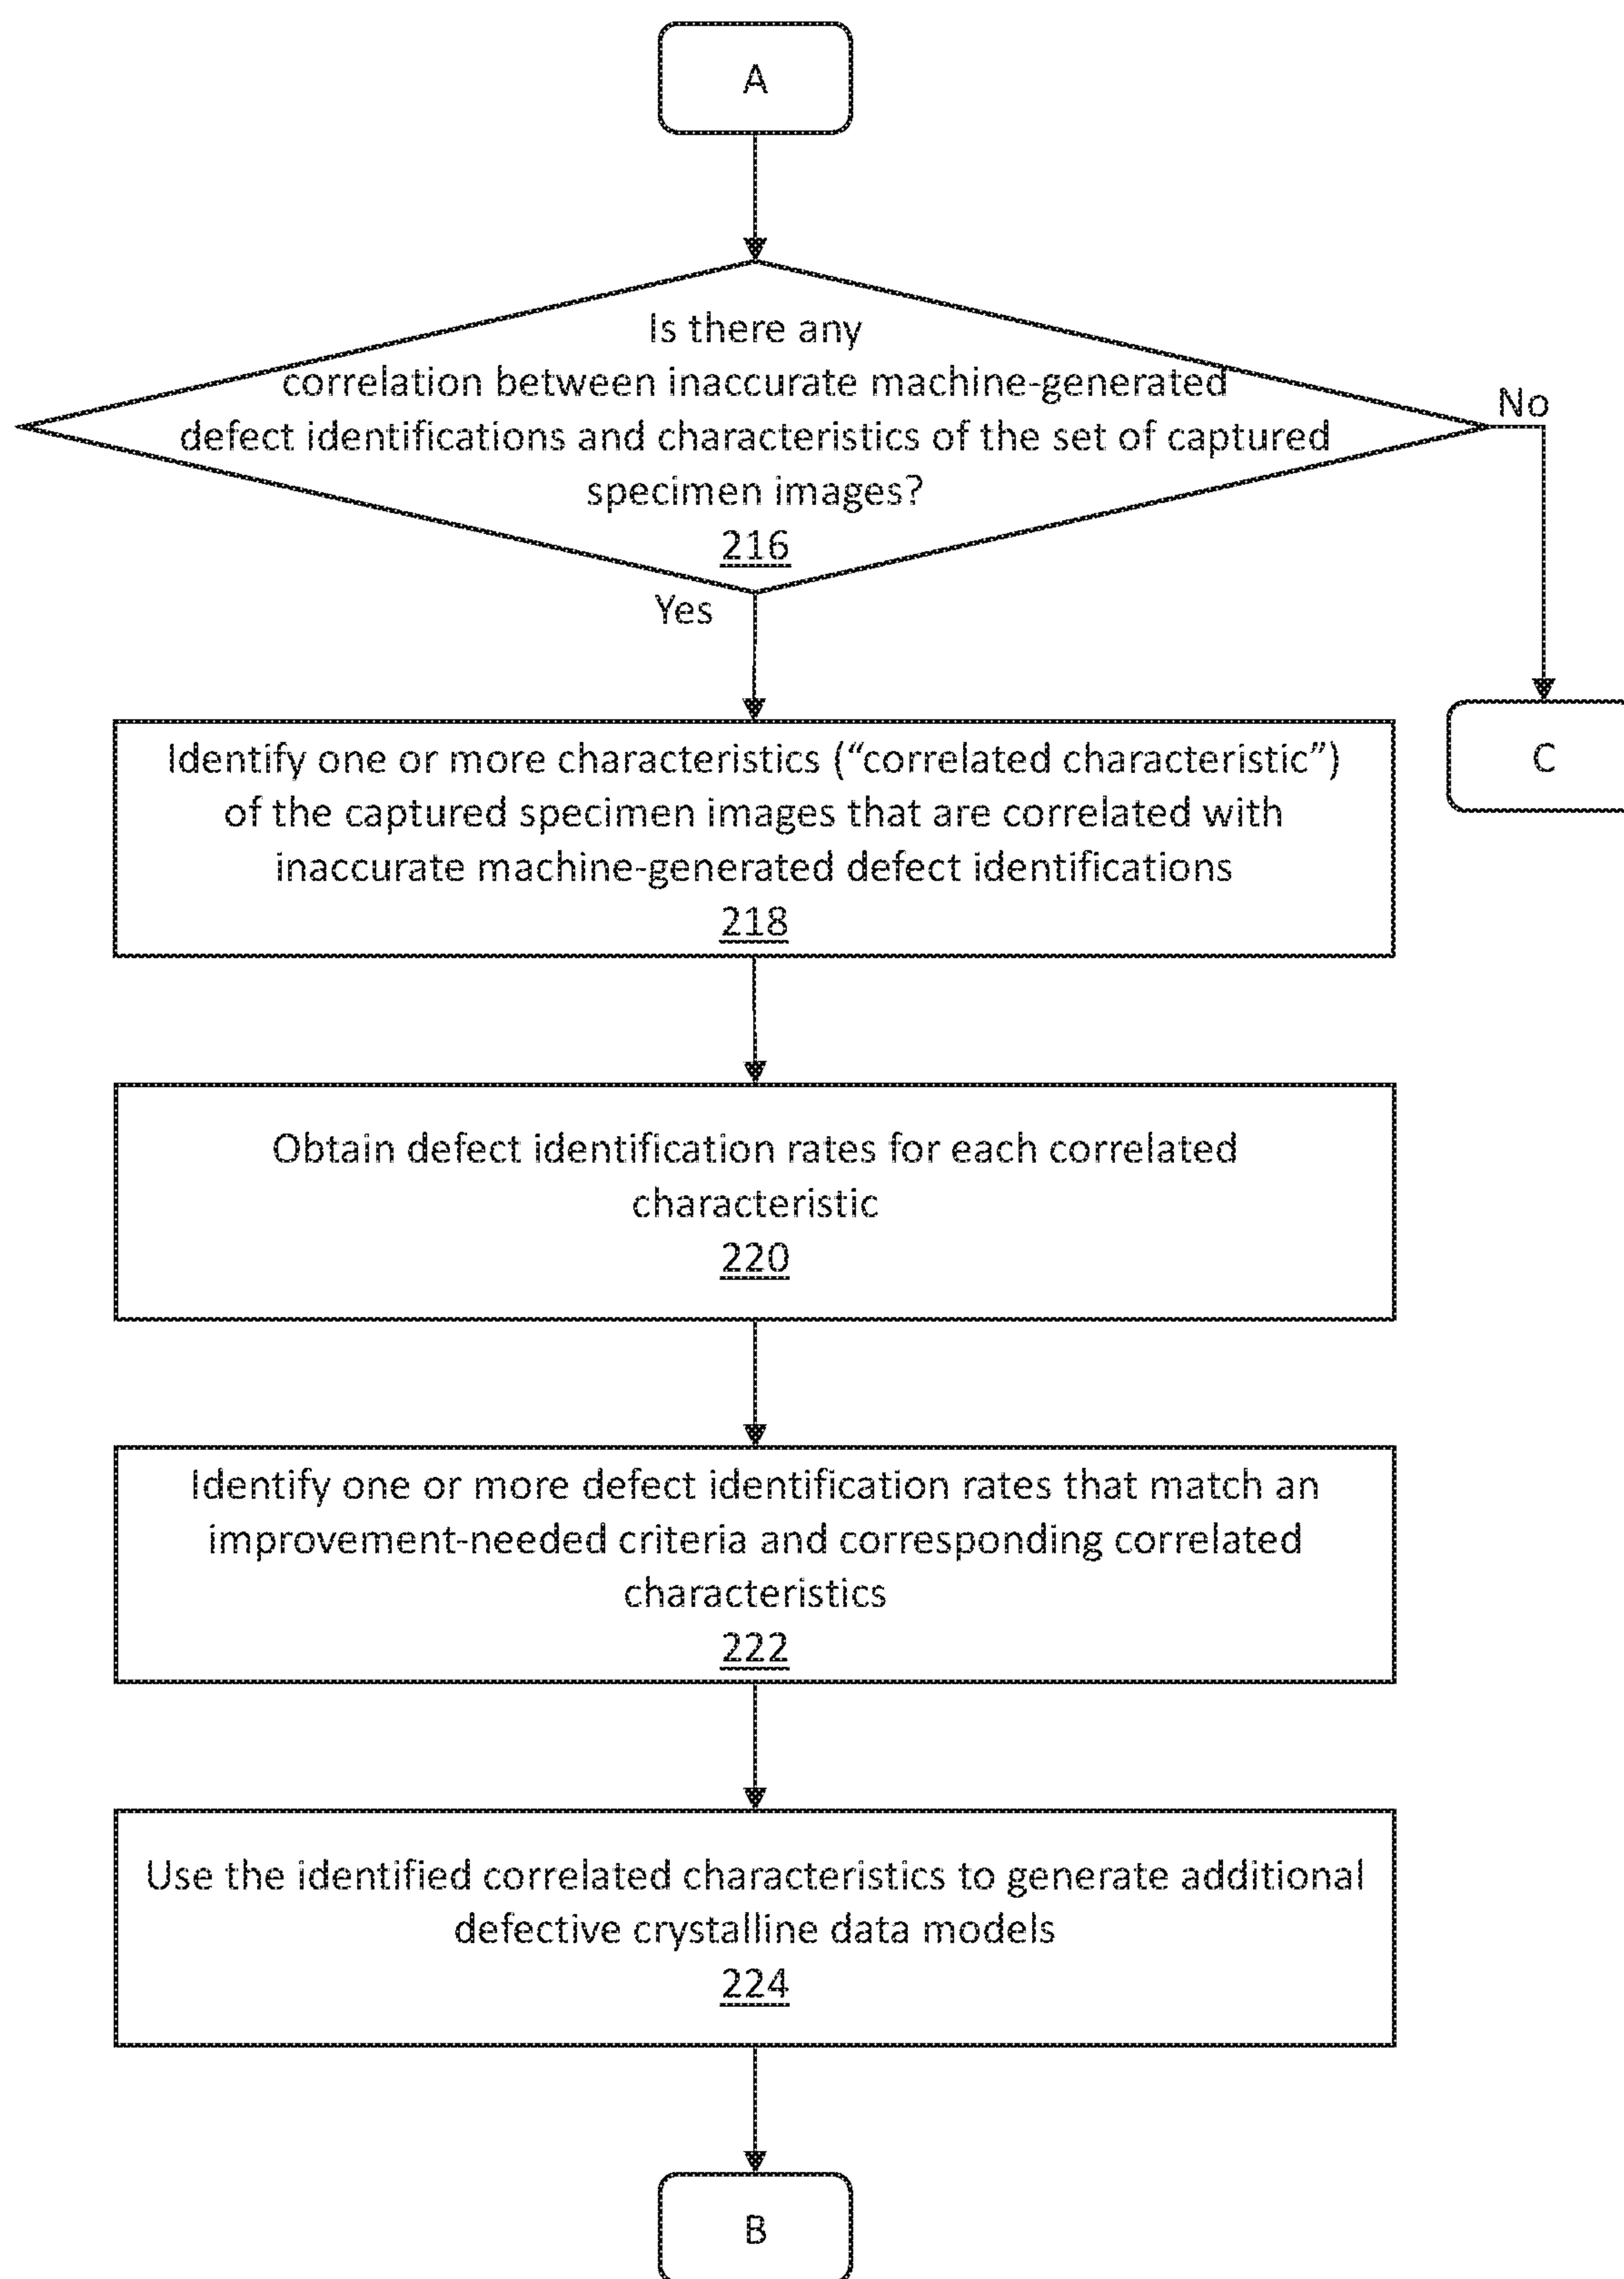 A
Is there any
correlation between inaccurate machine-generated
defect identifications and characteristics of the set of captured
specimen images?
216
No
Yes
Identify one or more characteristics (“correlated characteristic”)
of the captured specimen images that are correlated with
inaccurate machine-generated defect identifications
218
C
Obtain defect identification rates for each correlated
characteristic
220
Identify one or more defect identification rates that match an
improvement-needed criteria and corresponding correlated
characteristics
222
Use the identified correlated characteristics to generate additional
defective crystalline data models
224
B